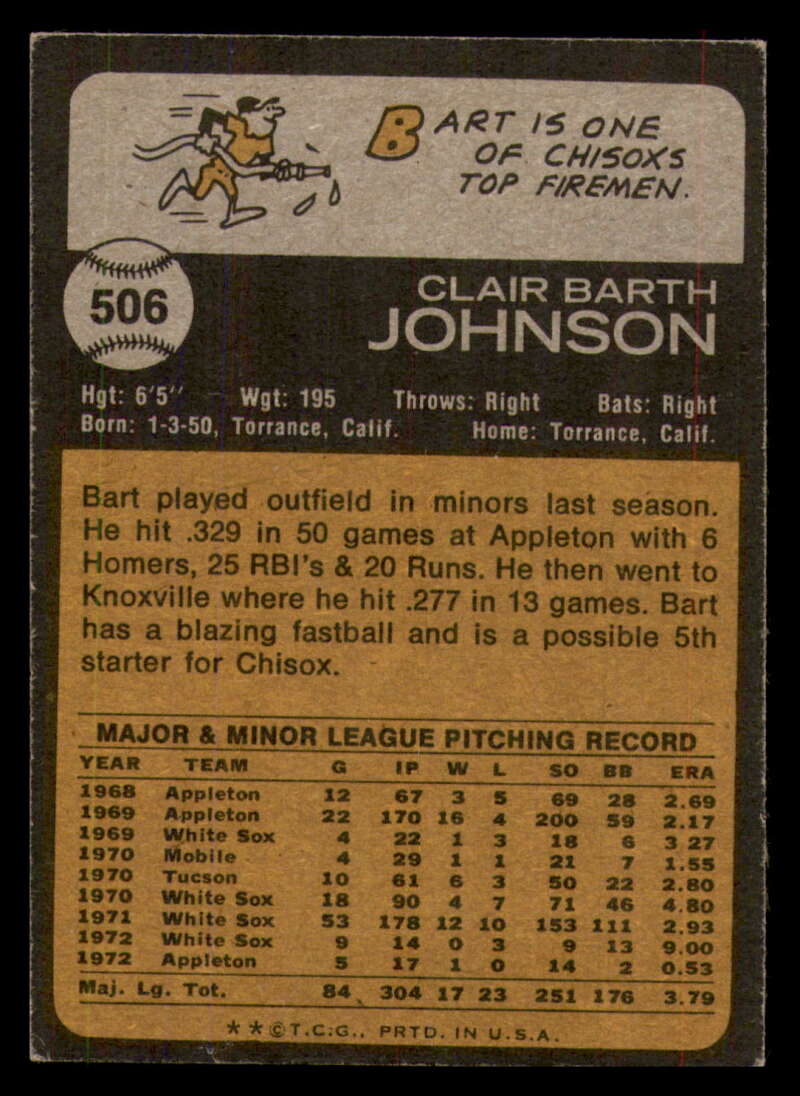 BART IS ONE
OF CHISOXS
TOP FIREMEN.
506
CLAIR BARTH
JOHNSON
Hgt: 6'5" Wgt: 195 Throws: Right Bats: Right
Born: 1-3-50, Torrance, Calif. Home: Torrance, Calif.
Bart played outfield in minors last season.
He hit .329 in 50 games at Appleton with 6
Homers, 25 RBI's & 20 Runs. He then went to
Knoxville where he hit .277 in 13 games. Bart
has a blazing fastball and is a possible 5th
starter for Chisox.
MAJOR & MINOR LEAGUE PITCHING RECORD
YEAR TEAM G IP W L SO BB ERA
1968 Appleton 12 67 3 5 69 28 2.69
1969 Appleton 22 170 16 4 200 59 2.17
1969 White Sox 4 22 1 3 18 6 3 27
1970 Mobile 4 29 1 1 21 7 1.55
1970 Tucson 10 61 6 3 50 22 2.80
1970 White Sox 18 90 4 7 71 46 4.80
1971 White Sox 53 178 12 10 153 111 2.93
1972 White Sox 9 14 0 3 9 13 9.00
1972 Appleton 5 17 1 0 14 2 0.53
Maj. Lg. Tot. 84 304 17 23 251 176 3.79
* * © T.C.G., PRTD. IN U.S.A.